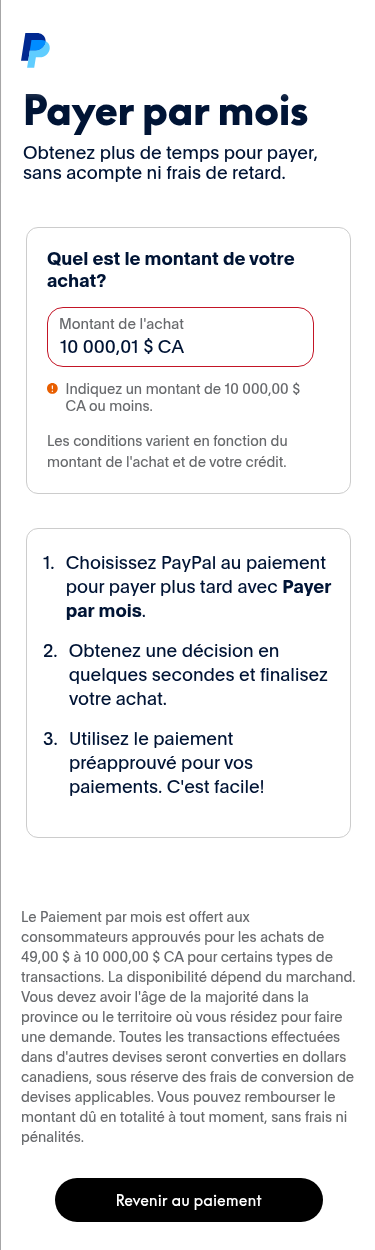 Payer par mois
Obtenez plus de temps pour payer,
sans acompte ni frais de retard.
Quel est le montant de votre
achat?
Montant de l'achat
10 000,01 $ CA
Indiquez un montant de 10 000,00 $
CA ou moins.
Les conditions varient en fonction du
montant de l'achat et de votre crédit.
1. Choisissez PayPal au paiement
pour payer plus tard avec Payer
par mois.
2. Obtenez une décision en
quelques secondes et finalisez
votre achat.
3. Utilisez le paiement
préapprouvé pour vos
paiements. C'est facile!
Le Paiement par mois est offert aux
consommateurs approuvés pour les achats de
49,00 $ à 10 000,00 $ CA pour certains types de
transactions. La disponibilité dépend du marchand.
Vous devez avoir l'âge de la majorité dans la
province ou le territoire où vous résidez pour faire
une demande. Toutes les transactions effectuées
dans d'autres devises seront converties en dollars
canadiens, sous réserve des frais de conversion de
devises applicables. Vous pouvez rembourser le
montant dû en totalité à tout moment, sans frais ni
pénalités.
Revenir au paiement